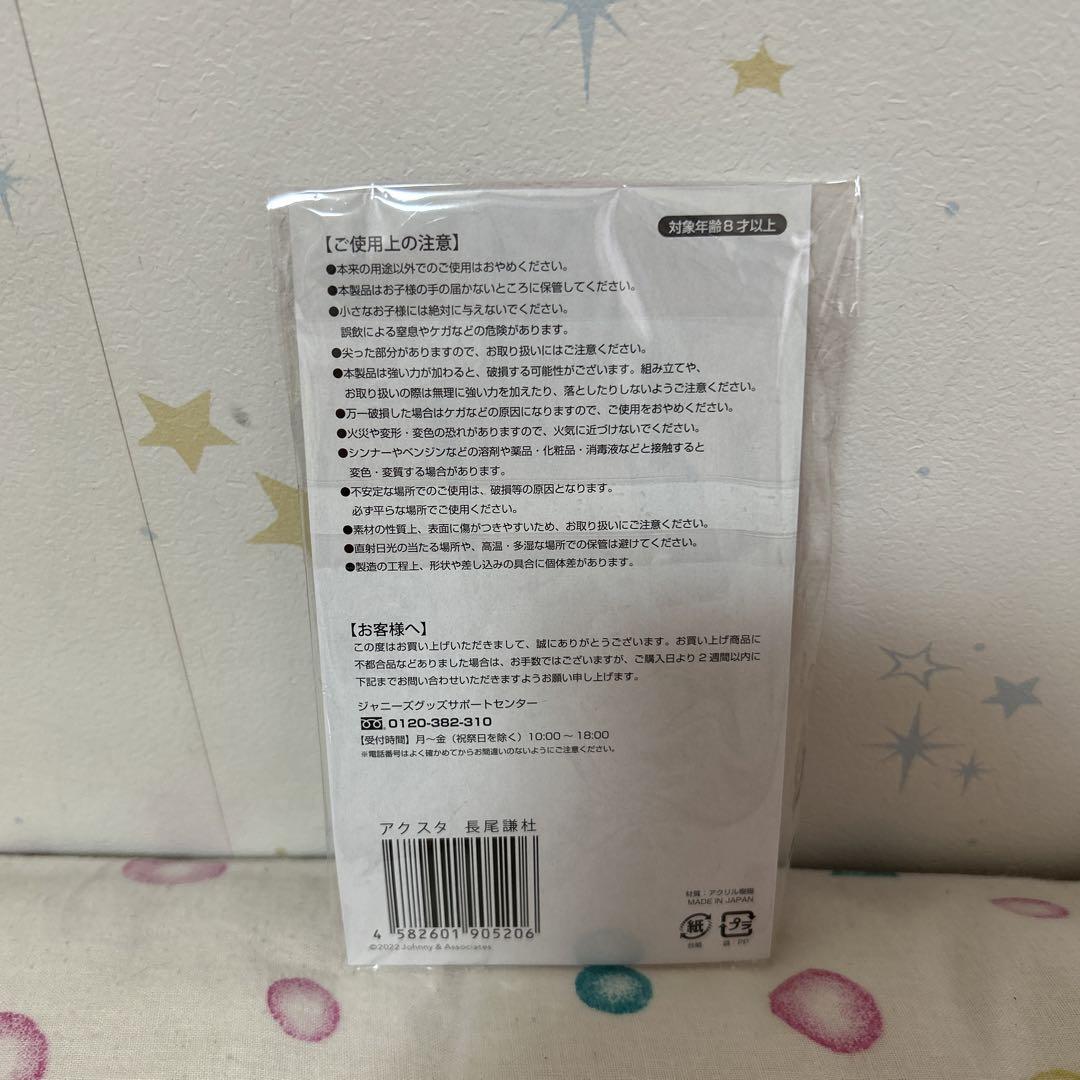 対象年齢8才以上
【ご使用上の注意】
●本来の用途以外でのご使用はおやめください。
●本製品はお子様の手の届かないところに保管してください。
●小さなお子様には絶対に与えないでください。
誤飲による窒息やケガなどの危険があります。
●尖った部分がありますので、お取り扱いにはご注意ください。
●本製品は強い力が加わると、破損する可能性がございます。組み立てや、
お取り扱いの際は無理に強い力を加えたり、落としたりしないようご注意ください。
●万一破損した場合はケガなどの原因になりますので、ご使用をおやめください。
●火災や変形・変色の恐れがありますので、火気に近づけないでください。
●シンナーやベンジンなどの溶剤や薬品・化粧品・消毒液などと接触すると
変色・変質する場合があります。
●不安定な場所でのご使用は、破損等の原因となります。
必ず平らな場所でご使用ください。
●素材の性質上、表面に傷がつきやすいため、お取り扱いにご注意ください。
●直射日光の当たる場所や、高温・多湿な場所での保管は避けてください。
●製造の工程上、形状や差し込みの具合に個体差があります。
【お客様へ】
この度はお買い上げいただきまして、誠にありがとうございます。お買い上げ商品に
不都合品などありました場合は、お手数ではございますが、ご購入日より2週間以内に
下記までお問い合わせいただきますようお願い申し上げます。
ジャニーズグッズサポートセンター
0120-382-310
【受付時間】月〜金（祝祭日を除く）10:00〜18:00
※電話番号はよく確かめてからお間違いのないようにご注意ください。
アクスタ 長尾謙杜
4 582601 905206
©2022 Johnny & Associates
材質：アクリル樹脂
MADE IN JAPAN
紙 プラ
台紙 袋：PP